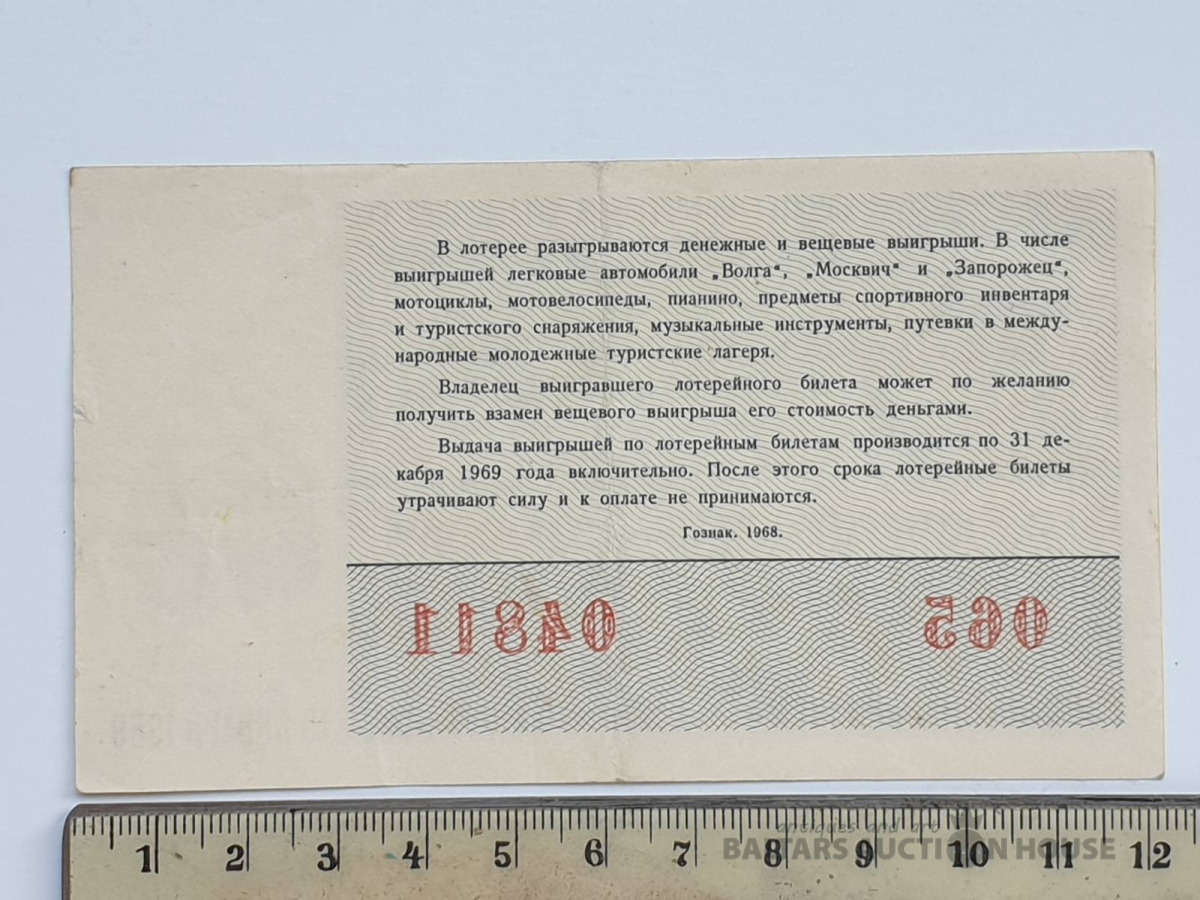 В лотерее разыгрываются денежные и вещевые выигрыши. В числе
выигрышей легковые автомобили „Волга“, „Москвич“ и „Запорожец“,
мотоциклы, мотовелосипеды, пианино, предметы спортивного инвентаря
и туристского снаряжения, музыкальные инструменты, путевки в между-
народные молодежные туристские лагеря.
Владелец выигравшего лотерейного билета может по желанию
получить взамен вещевого выигрыша его стоимость деньгами.
Выдача выигрышей по лотерейным билетам производится по 31 де-
кабря 1969 года включительно. После этого срока лотерейные билеты
утрачивают силу и к оплате не принимаются.
Гознак. 1968.
04811 065
antiques and art
BALTARS AUCTION HOUSE
1 2 3 4 5 6 7 8 9 10 11 12